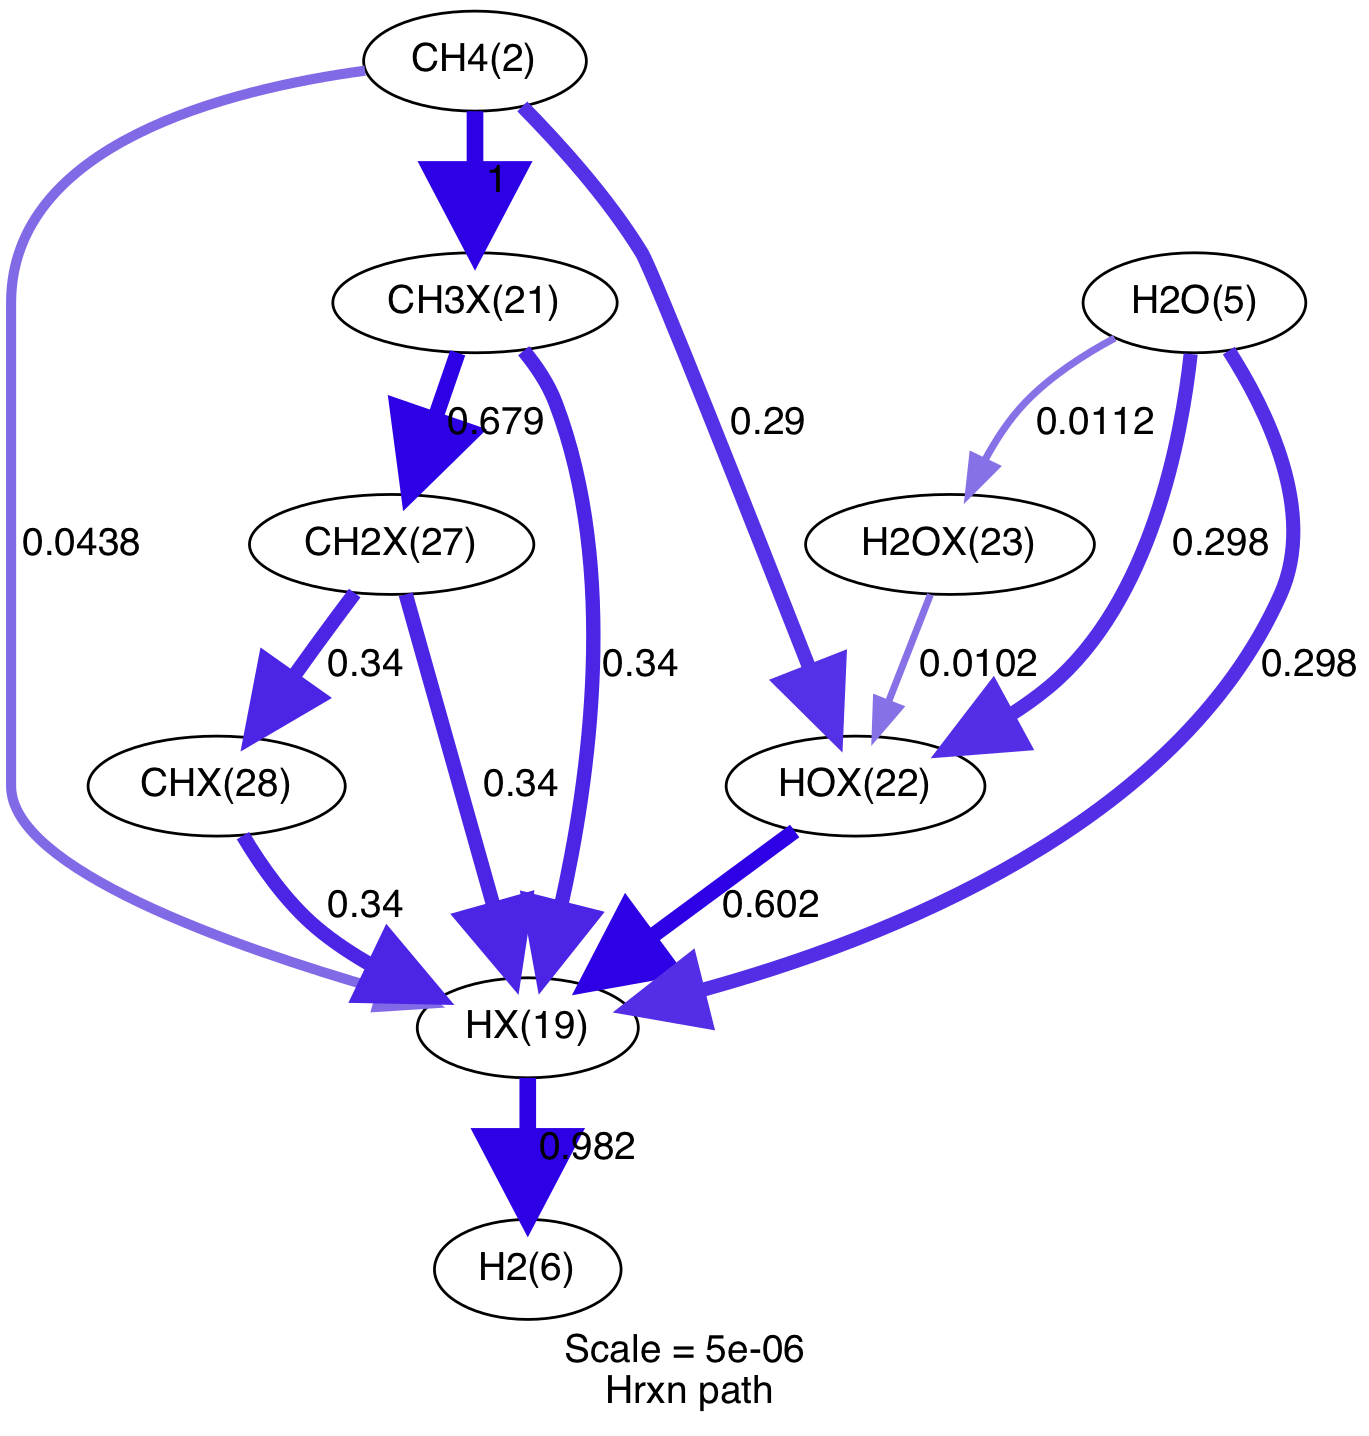 CH4(2)
1
CH3X(21)
H2O(5)
0.679
0.29
0.0112
0.0438
CH2X(27)
H2OX(23)
0.298
0.34
0.34
0.0102
0.298
CHX(28)
0.34
HOX(22)
0.34
0.602
HX(19)
0.982
H2(6)
Scale = 5e-06
Hrxn path